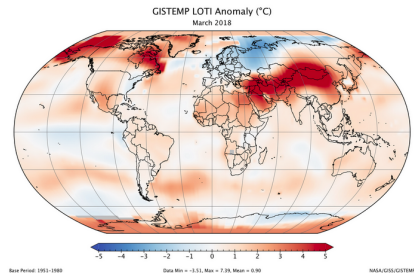 GISTEMP LOTI Anomaly (°C)
March 2018
−5 −4 −3 −2 −1 0 1 2 3 4 5
Base Period: 1951-1980 Data Min = −3.51, Max = 7.39, Mean = 0.90 NASA/GISS/GISTEMP